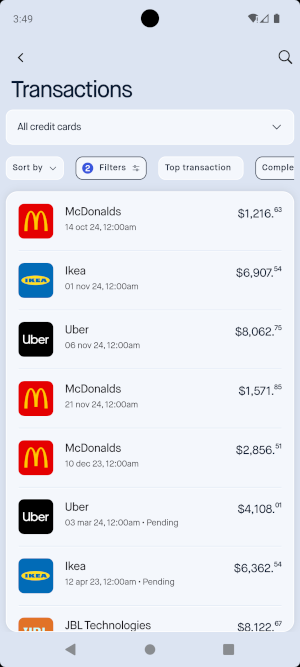 3:49
Transactions
All credit cards
Sort by
2 Filters
Top transaction
Comple
McDonalds
$1,216.63
14 oct 24, 12:00am
IKEA
Ikea
$6,907.54
01 nov 24, 12:00am
Uber
Uber
$8,062.75
06 nov 24, 12:00am
McDonalds
$1,571.85
21 nov 24, 12:00am
McDonalds
$2,856.51
10 dec 23, 12:00am
Uber
Uber
$4,108.01
03 mar 24, 12:00am • Pending
IKEA
Ikea
$6,362.54
12 apr 23, 12:00am • Pending
JBL
JBL Technologies
$8,122.67